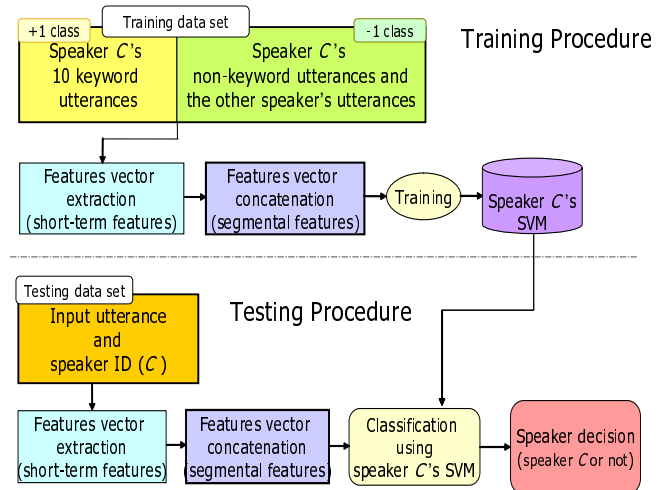 +1 class
Training data set
-1 class
Speaker C's
10 keyword
utterances
Speaker C's
non-keyword utterances and
the other speaker's utterances
Training Procedure
Features vector
extraction
(short-term features)
Features vector
concatenation
(segmental features)
Training
Speaker C's
SVM
Testing data set
Input utterance
and
speaker ID (C)
Testing Procedure
Features vector
extraction
(short-term features)
Features vector
concatenation
(segmental features)
Classification
using
speaker C's SVM
Speaker decision
(speaker C or not)